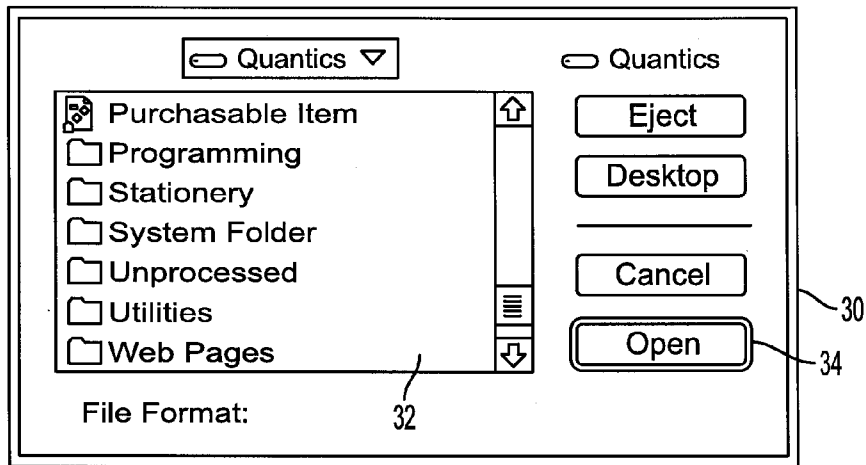 Quantics
Quantics
Purchasable Item
Programming
Stationery
System Folder
Unprocessed
Utilities
Web Pages
Eject
Desktop
Cancel
Open
File Format:
30
34
32